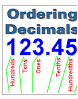 Ordering
Decimals
123.45
Hundreds
Tens
Ones
Tenths
Hundredths